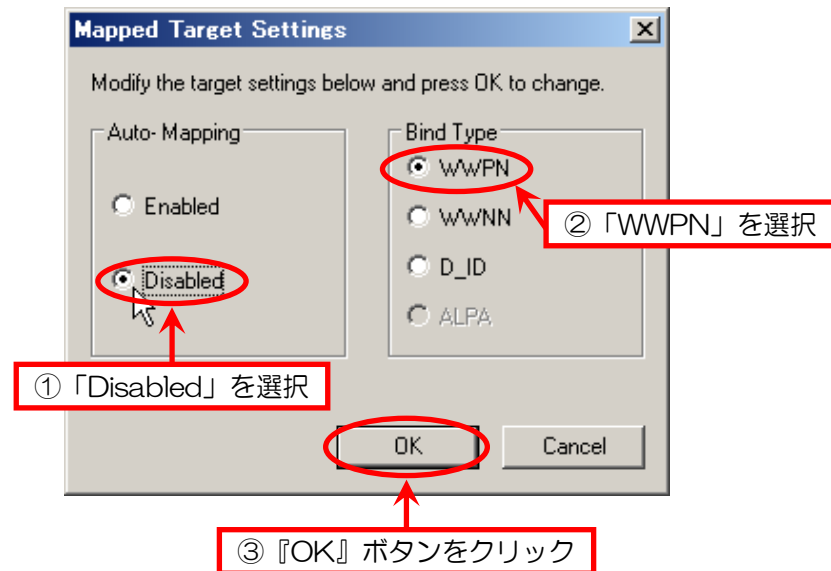 Mapped Target Settings
Modify the target settings below and press OK to change.
Auto- Mapping
Enabled
Disabled
Bind Type
WWPN
WWNN
D_ID
ALPA
②「WWPN」を選択
①「Disabled」を選択
OK
Cancel
③『OK』ボタンをクリック